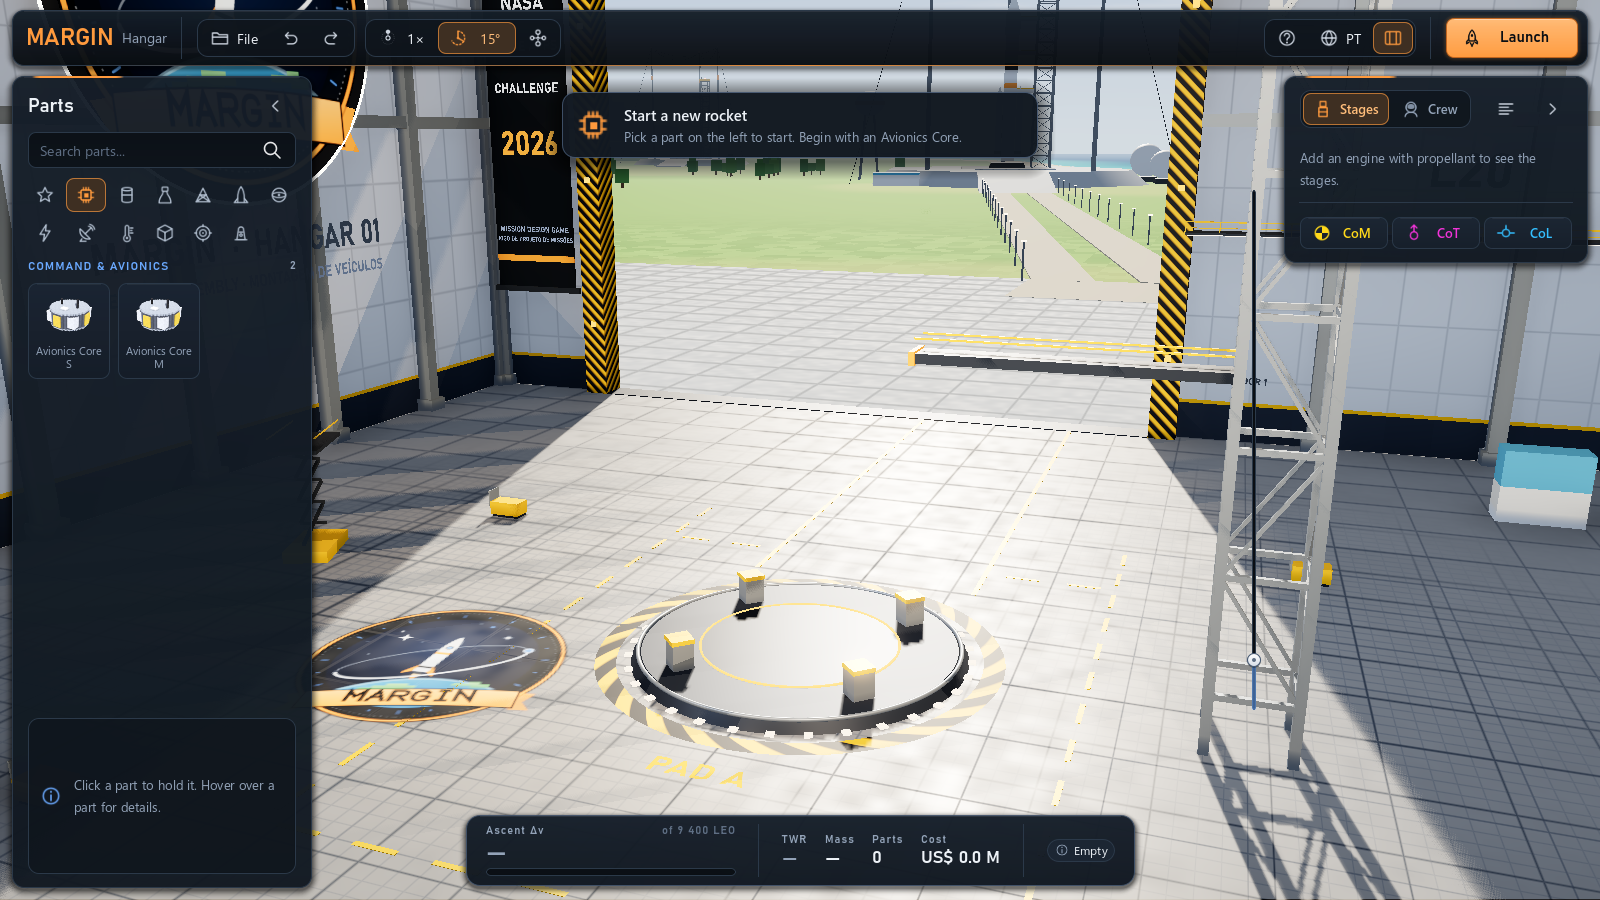 MARGIN Hangar
File
1×
15°
PT
Launch
NASA
CHALLENGE
2026
MISSION DESIGN GAME
Parts
Search parts...
COMMAND & AVIONICS 2
Avionics Core S
Avionics Core M
Click a part to hold it. Hover over a part for details.
GAR 01
DE VEÍCULOS
Start a new rocket
Pick a part on the left to start. Begin with an Avionics Core.
Stages
Crew
Add an engine with propellant to see the stages.
CoM
CoT
CoL
MARGIN
PAD A
Ascent Δv of 9 400 LEO
—
TWR Mass Parts Cost
— — 0 US$ 0.0 M
Empty